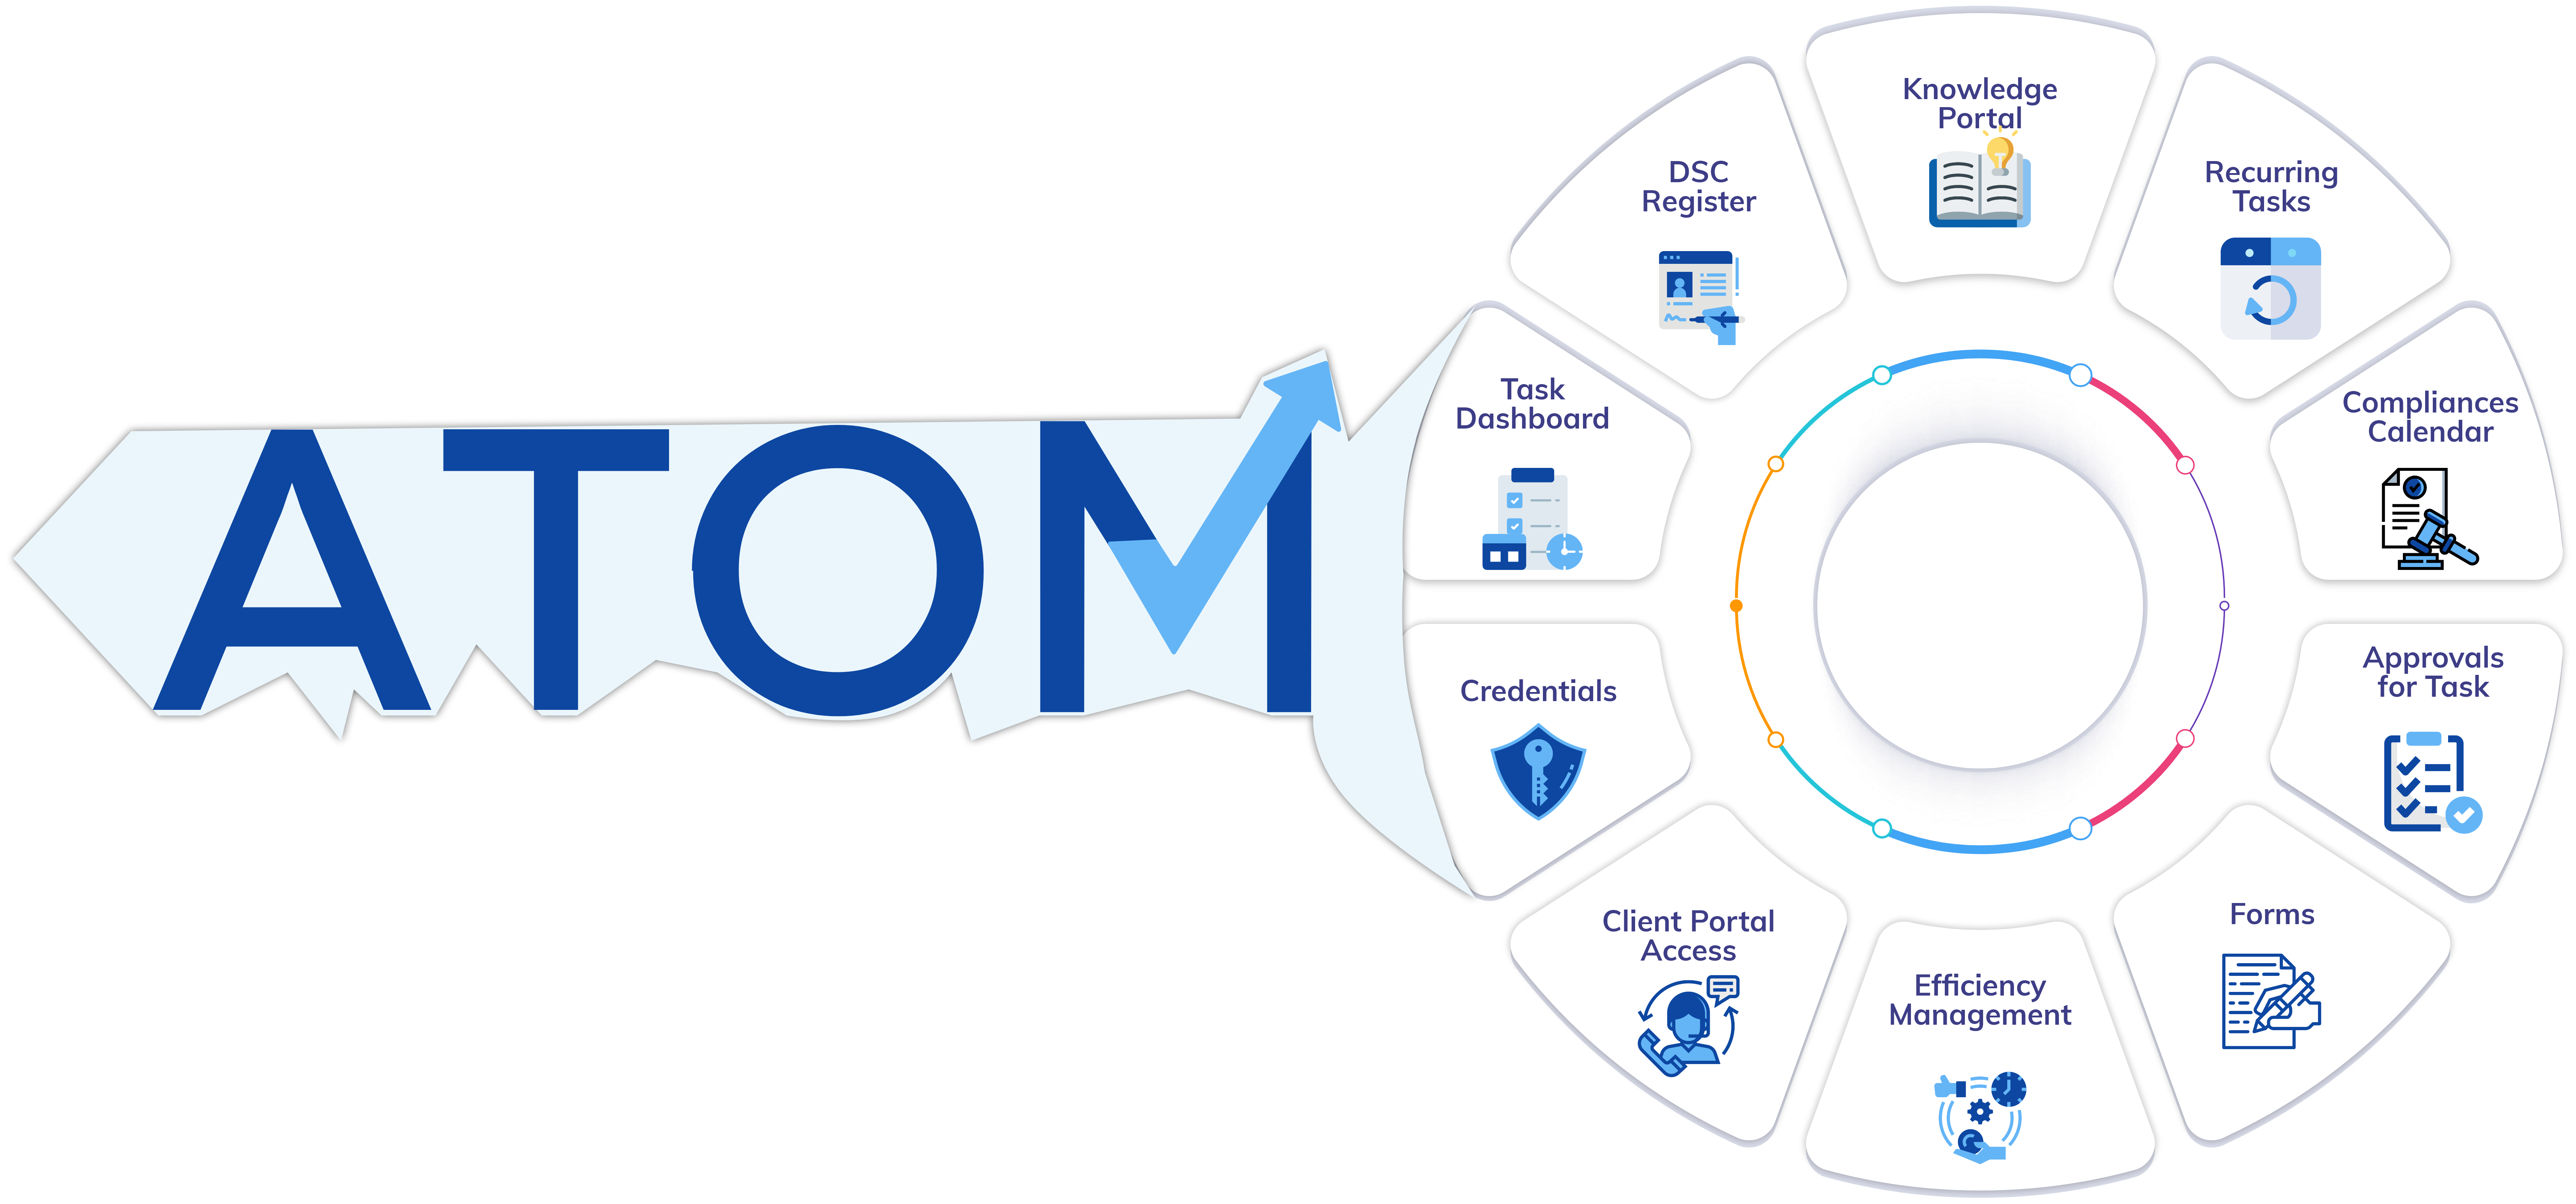 ATOM
Knowledge
Portal
Recurring
Tasks
Compliances
Calendar
Approvals
for Task
Forms
Efficiency
Management
Client Portal
Access
Credentials
Task
Dashboard
DSC
Register